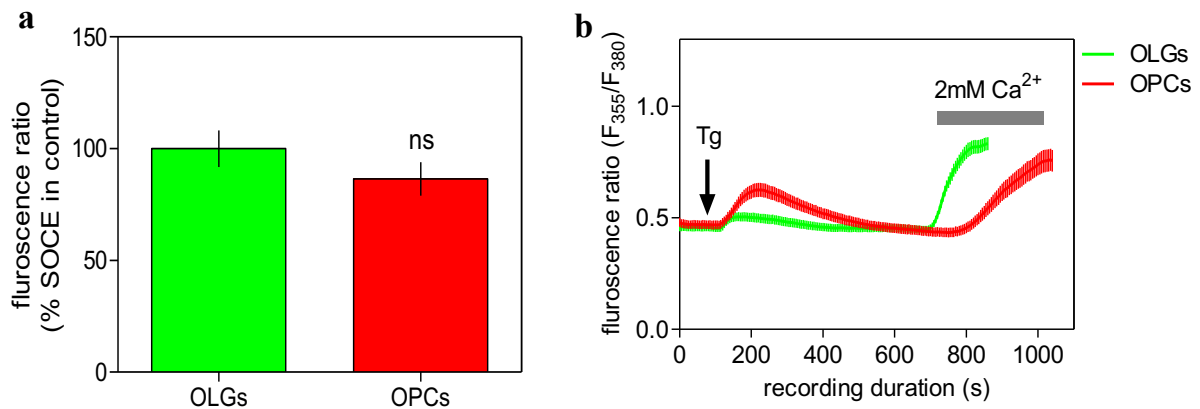 a
fluroscence ratio
(% SOCE in control)
150
100
50
0
ns
OLGs
OPCs
b
fluroscence ratio (F355/F380)
1.0
0.5
0.0
Tg
2mM Ca2+
OLGs
OPCs
0 200 400 600 800 1000
recording duration (s)